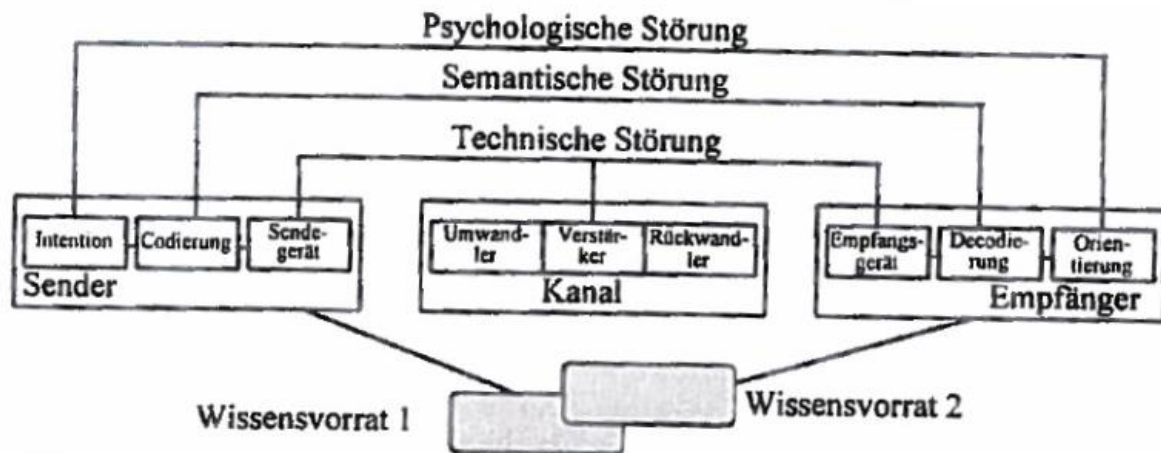 Psychologische Störung
Semantische Störung
Technische Störung
Intention
Codierung
Sende-
gerät
Sender
Umwand-
ler
Verstär-
ker
Rückwand-
ler
Kanal
Empfangs-
gerät
Decodie-
rung
Orien-
tierung
Empfänger
Wissensvorrat 1
Wissensvorrat 2